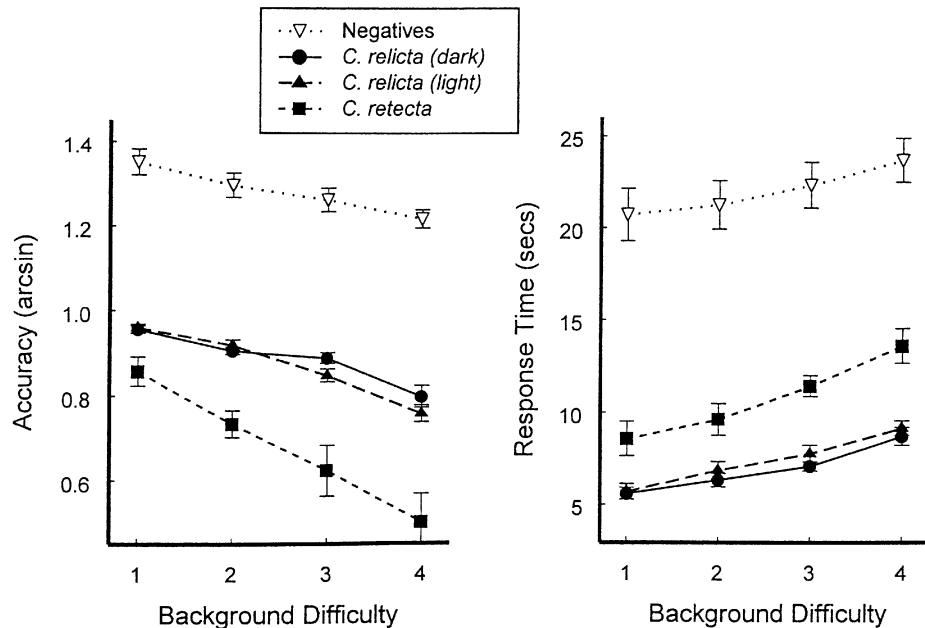 Negatives
C. relicta (dark)
C. relicta (light)
C. retecta
Accuracy (arcsin)
1.4
1.2
1.0
0.8
0.6
1 2 3 4
Background Difficulty
Response Time (secs)
25
20
15
10
5
1 2 3 4
Background Difficulty